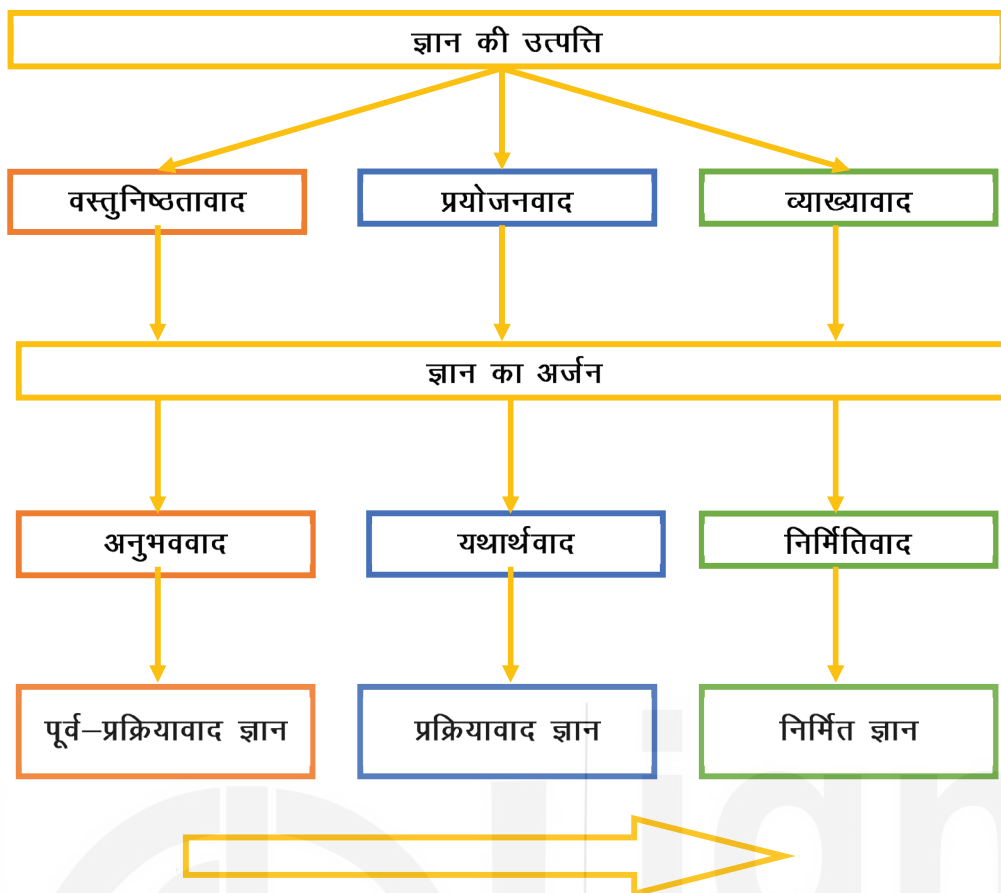 ज्ञान की उत्पत्ति
वस्तुनिष्ठतावाद प्रयोजनवाद व्याख्यावाद
ज्ञान का अर्जन
अनुभववाद यथार्थवाद निर्मितिवाद
पूर्व–प्रक्रियावाद ज्ञान प्रक्रियावाद ज्ञान निर्मित ज्ञान